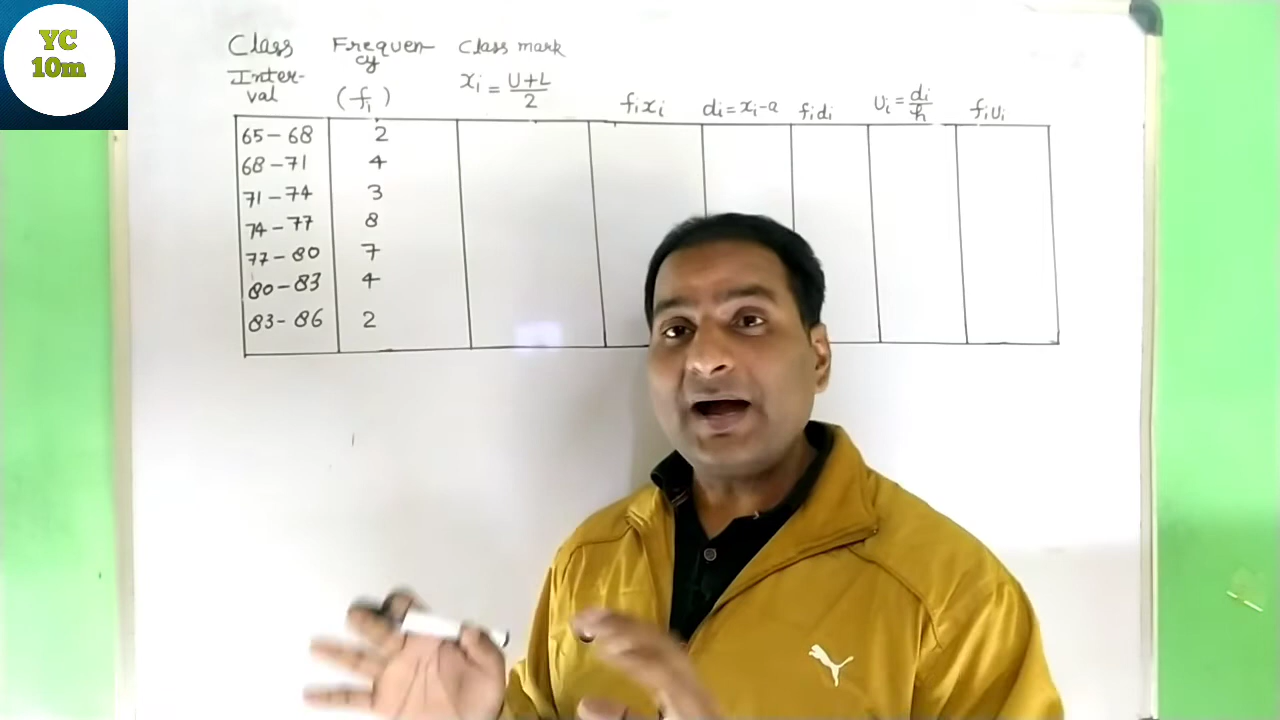 YC
10m
Class Inter-val
Frequency (fi)
Class mark xi = U+L/2
fixi
di = xi-a
fidi
Ui = di/h
fiUi
65-68 2
68-71 4
71-74 3
74-77 8
77-80 7
80-83 4
83-86 2